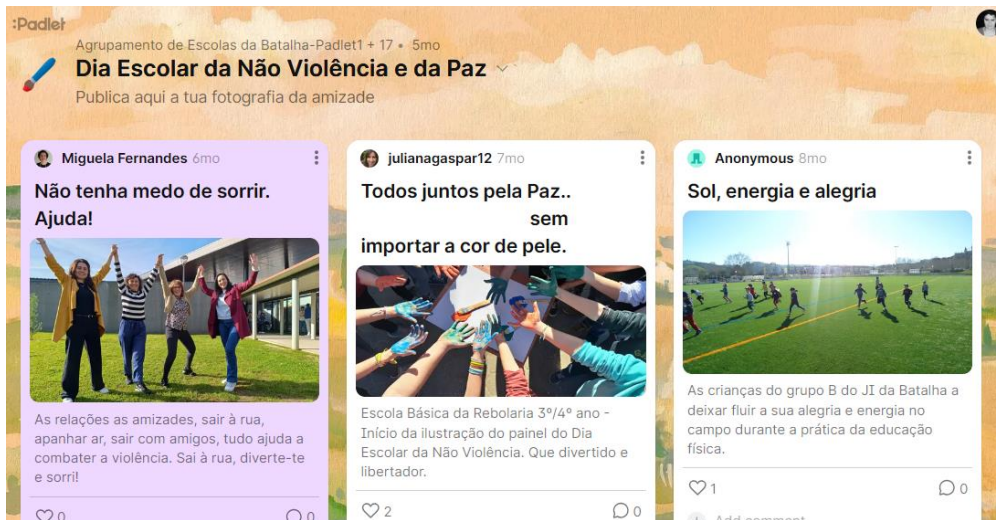 :Padlet
Agrupamento de Escolas da Batalha-Padlet1 + 17 • 5mo
Dia Escolar da Não Violência e da Paz
Publica aqui a tua fotografia da amizade
Miguela Fernandes 6mo
Não tenha medo de sorrir.
Ajuda!
As relações as amizades, sair à rua,
apanhar ar, sair com amigos, tudo ajuda a
combater a violência. Sai à rua, diverte-te
e sorri!
0
0
julianagaspar12 7mo
Todos juntos pela Paz..
sem
importar a cor de pele.
Escola Básica da Rebolaria 3º/4º ano -
Início da ilustração do painel do Dia
Escolar da Não Violência. Que divertido e
libertador.
2
0
Anonymous 8mo
Sol, energia e alegria
As crianças do grupo B do JI da Batalha a
deixar fluir a sua alegria e energia no
campo durante a prática da educação
física.
1
0
Add comment